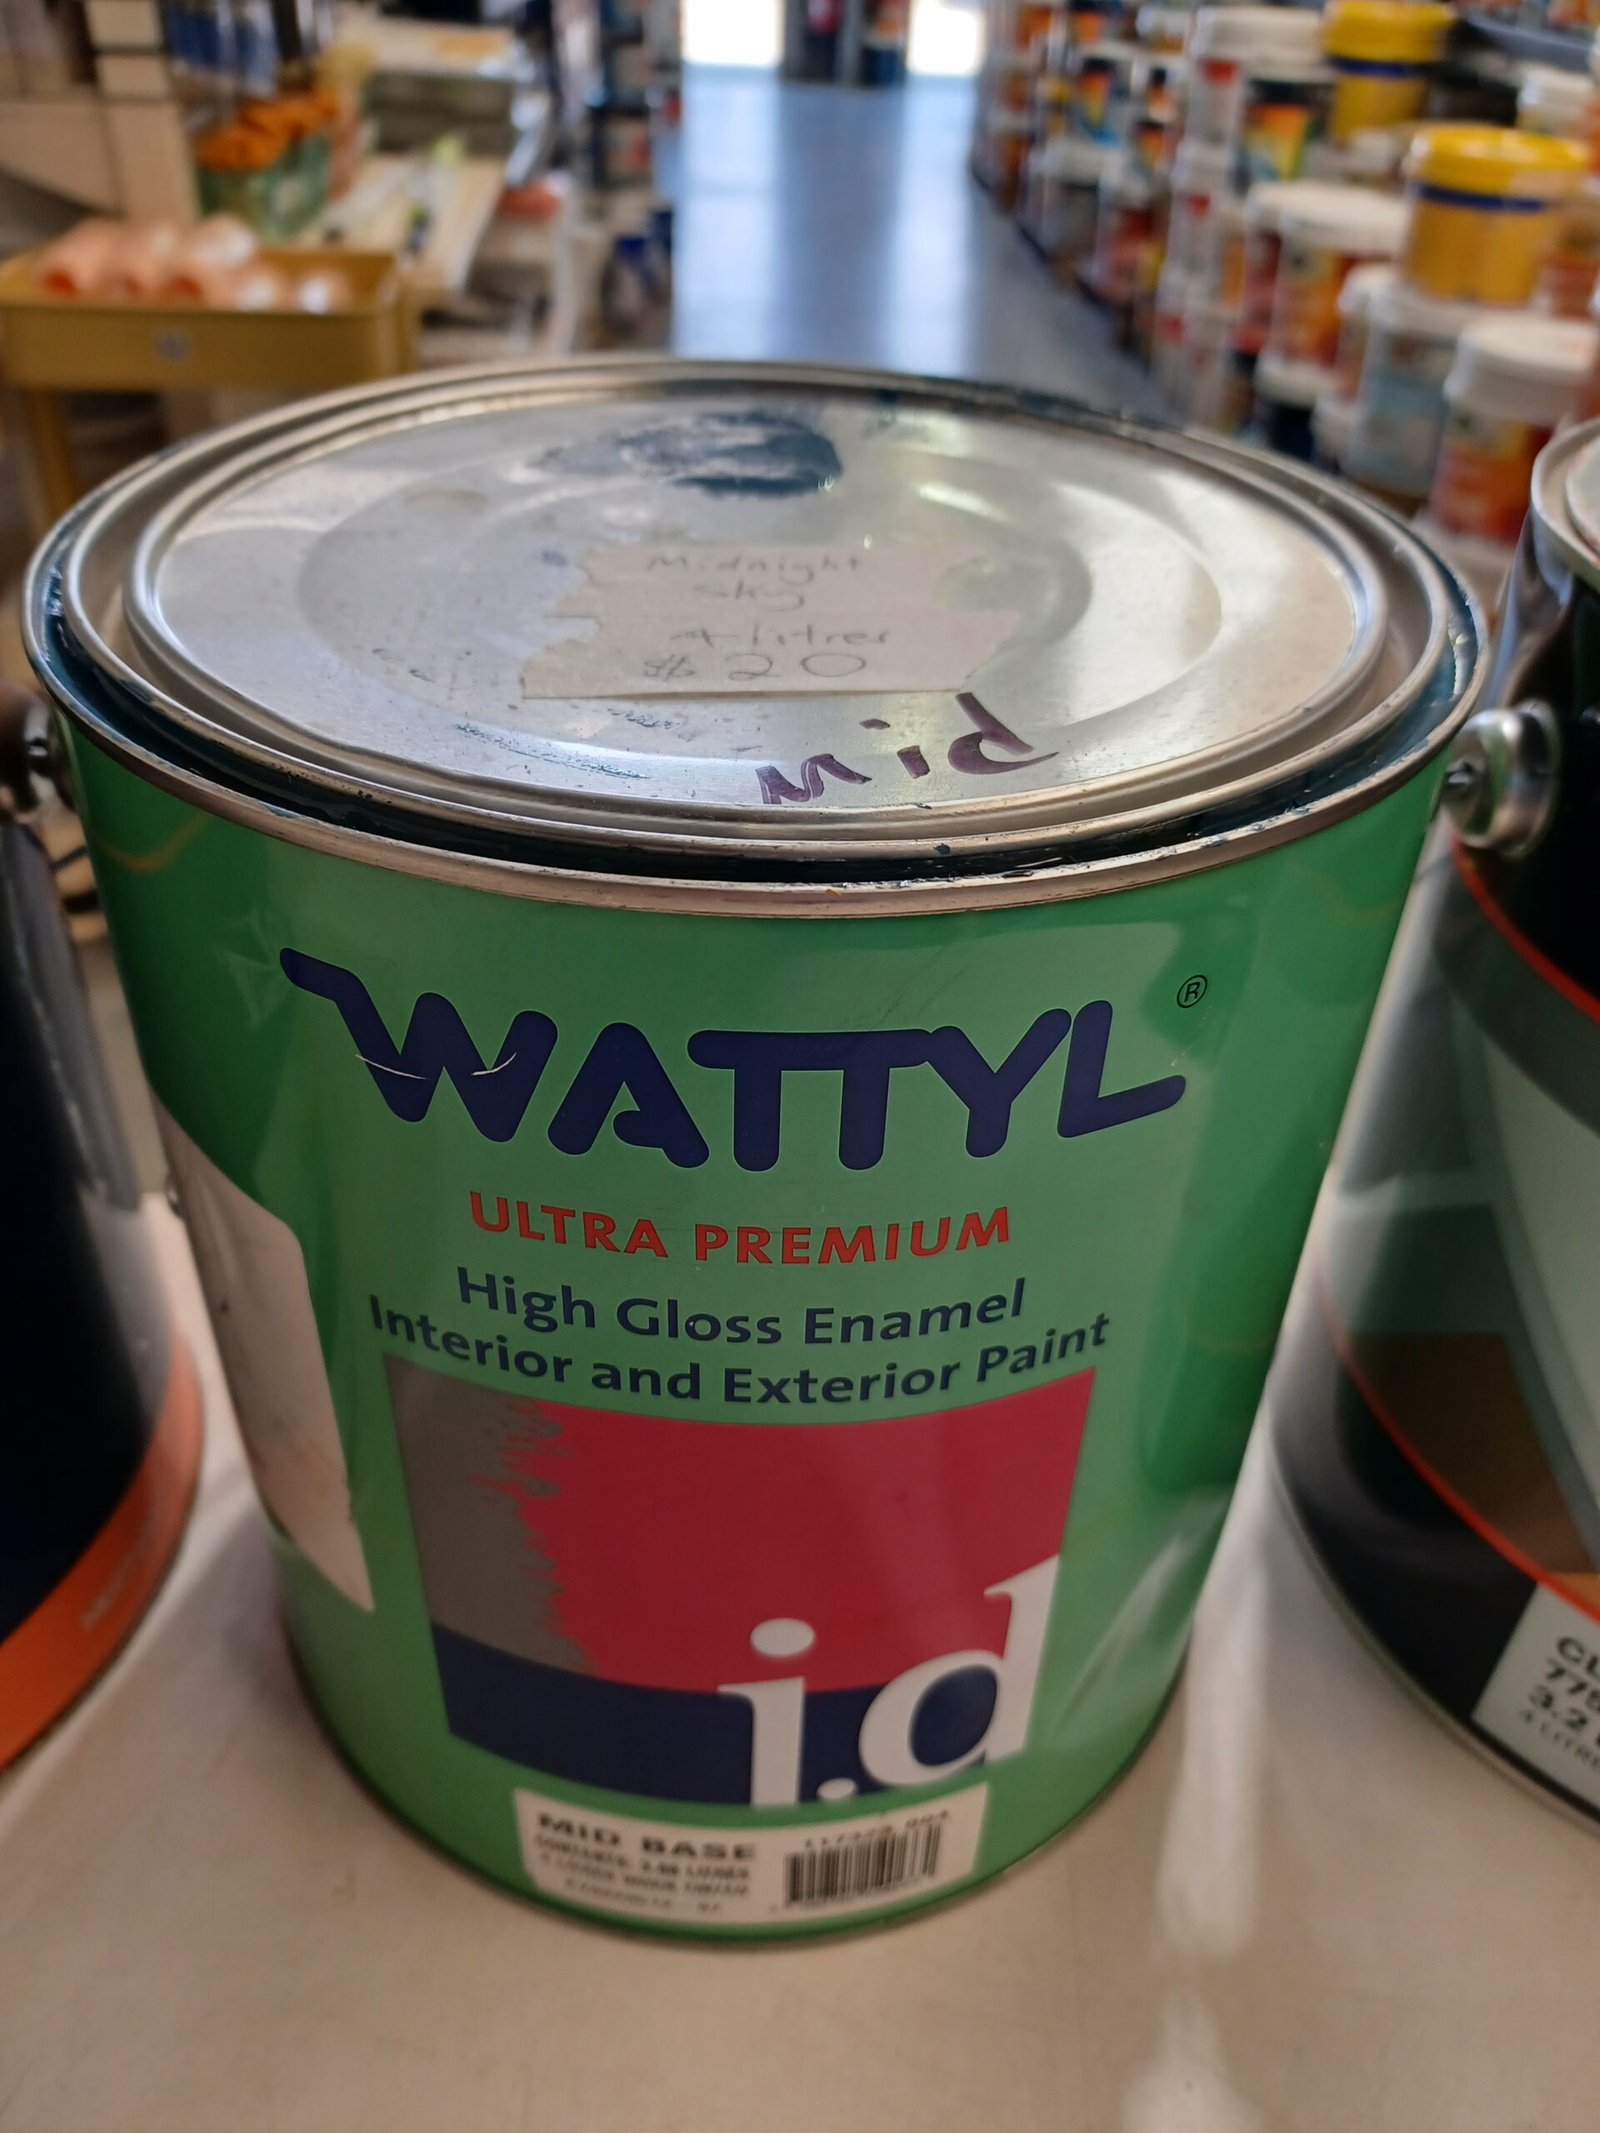 Midnight
Sky
4 litres
$20
Mid
WATTYL®
ULTRA PREMIUM
High Gloss Enamel
Interior and Exterior Paint
i.d
MID BASE